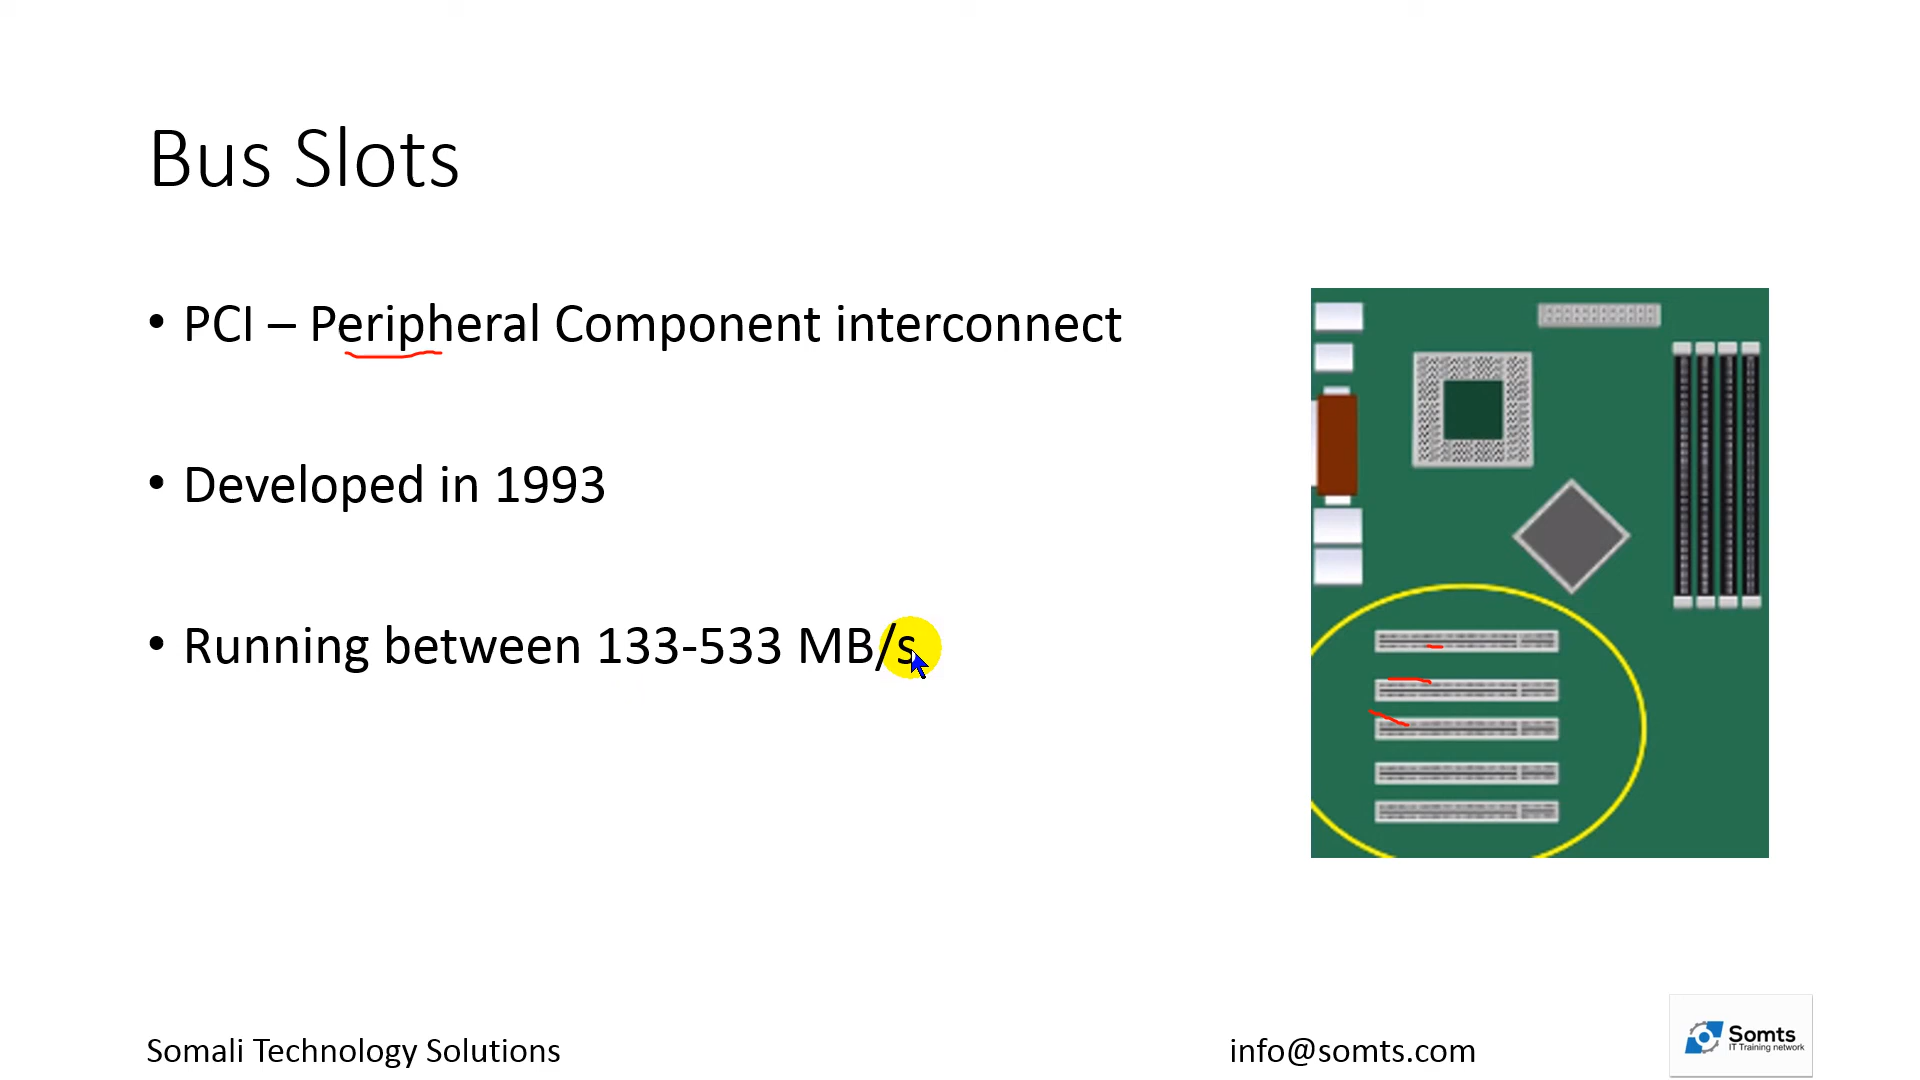 Bus Slots
• PCI – Peripheral Component interconnect
• Developed in 1993
• Running between 133-533 MB/s
Somali Technology Solutions
info@somts.com
Somts
IT Training network